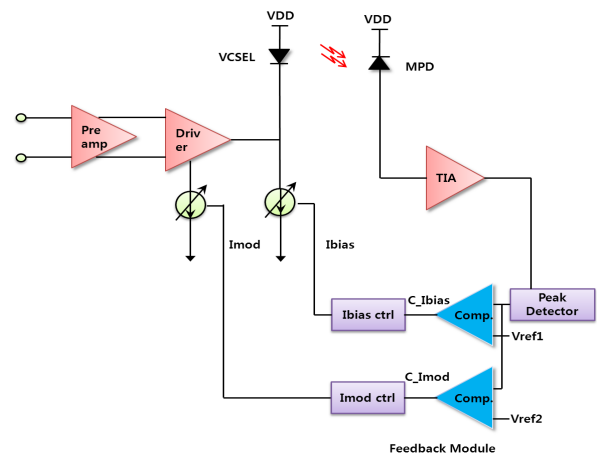 VDD
VDD
VCSEL
MPD
Pre
amp
Driv
er
TIA
Imod
Ibias
C_Ibias
Peak
Detector
Ibias ctrl
Comp.
Vref1
C_Imod
Imod ctrl
Comp.
Vref2
Feedback Module